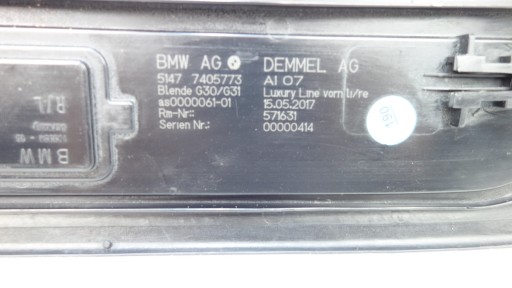 BMW AG DEMMEL AG
5147 7405773 AI 07
Blende G30/G31 Luxury Line vorn li/re
as0000061-01 15.05.2017
Rm-Nr: 571631
Serien Nr.: 00000414
190
BMW